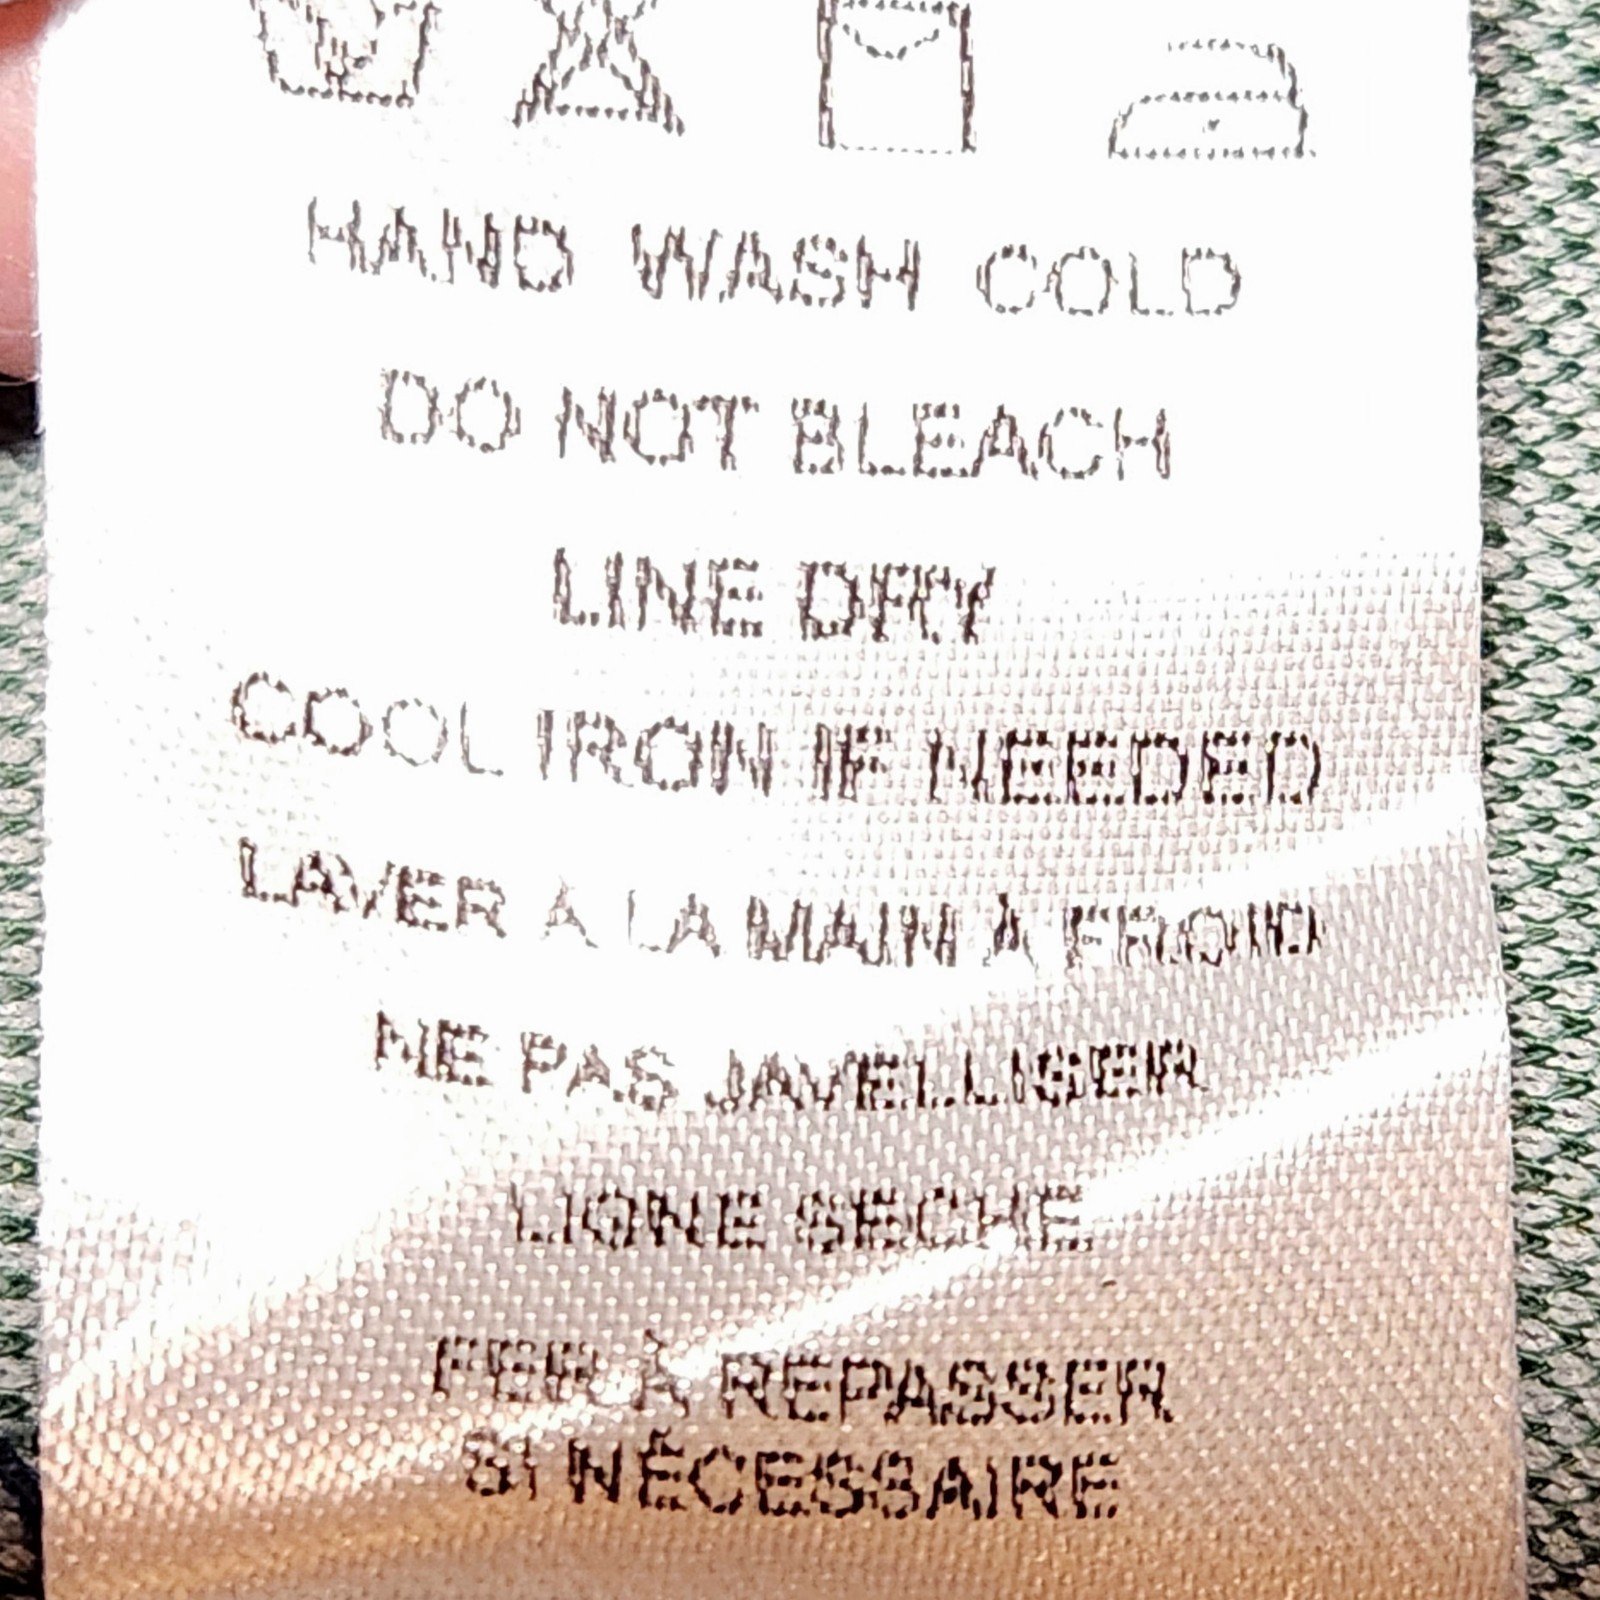 HAND WASH COLD
DO NOT BLEACH
LINE DRY
COOL IRON IF NEEDED
LAVER À LA MAIN À FROID
NE PAS JAVELLISER
LIGNE SECHE
FER À REPASSER
SI NÉCESSAIRE